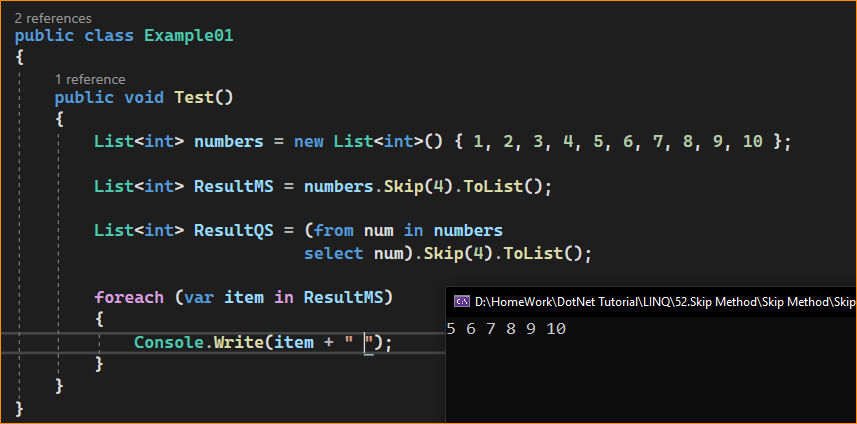 2 references
public class Example01
{
1 reference
public void Test()
{
List<int> numbers = new List<int>() { 1, 2, 3, 4, 5, 6, 7, 8, 9, 10 };
List<int> ResultMS = numbers.Skip(4).ToList();
List<int> ResultQS = (from num in numbers
select num).Skip(4).ToList();
foreach (var item in ResultMS)
{
Console.Write(item + " ");
}
}
}
D:\HomeWork\DotNet Tutorial\LINQ\52.Skip Method\Skip Method\Skip
5 6 7 8 9 10